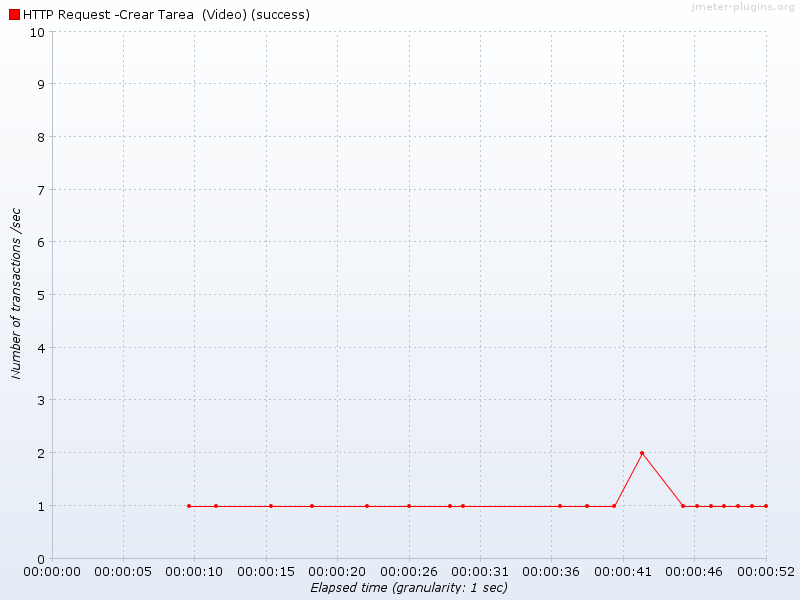 jmeter-plugins.org
HTTP Request -Crear Tarea  (Video) (success)
10
9
8
7
6
5
4
3
2
1
0
Number of transactions /sec
00:00:00 00:00:05 00:00:10 00:00:15 00:00:20 00:00:26 00:00:31 00:00:36 00:00:41 00:00:46 00:00:52
Elapsed time (granularity: 1 sec)